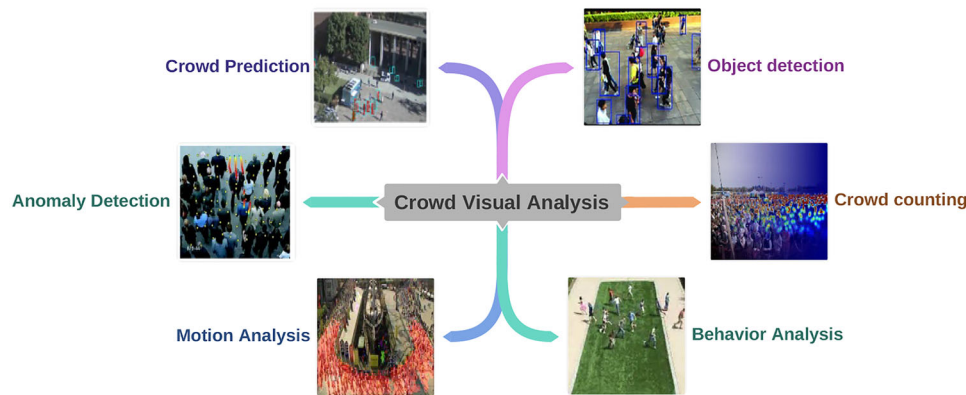 Crowd Prediction
Object detection
Anomaly Detection
Crowd Visual Analysis
Crowd counting
Motion Analysis
Behavior Analysis